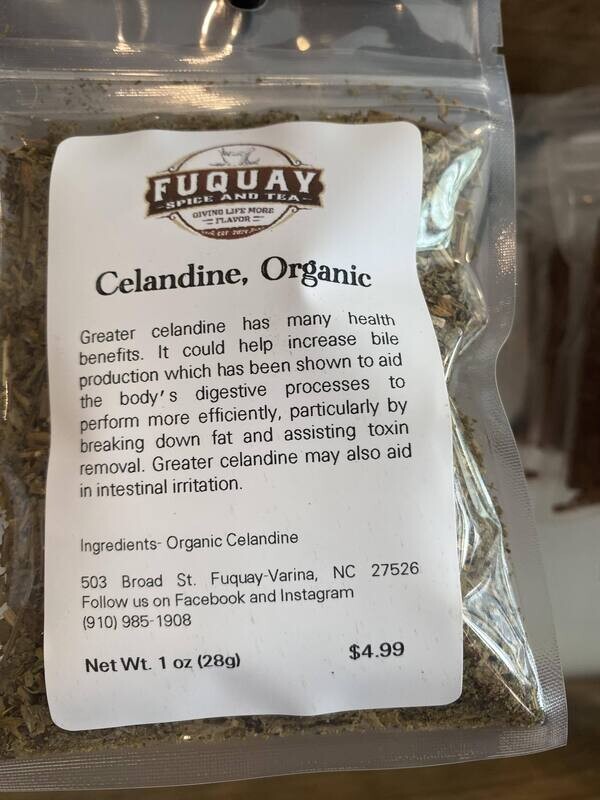 FUQUAY
SPICE AND TEA
GIVING LIFE MORE
FLAVOR
Celandine, Organic
Greater celandine has many health
benefits. It could help increase bile
production which has been shown to aid
the body's digestive processes to
perform more efficiently, particularly by
breaking down fat and assisting toxin
removal. Greater celandine may also aid
in intestinal irritation.
Ingredients- Organic Celandine
503 Broad St. Fuquay-Varina, NC 27526
Follow us on Facebook and Instagram
(910) 985-1908
Net Wt. 1 oz (28g)
$4.99